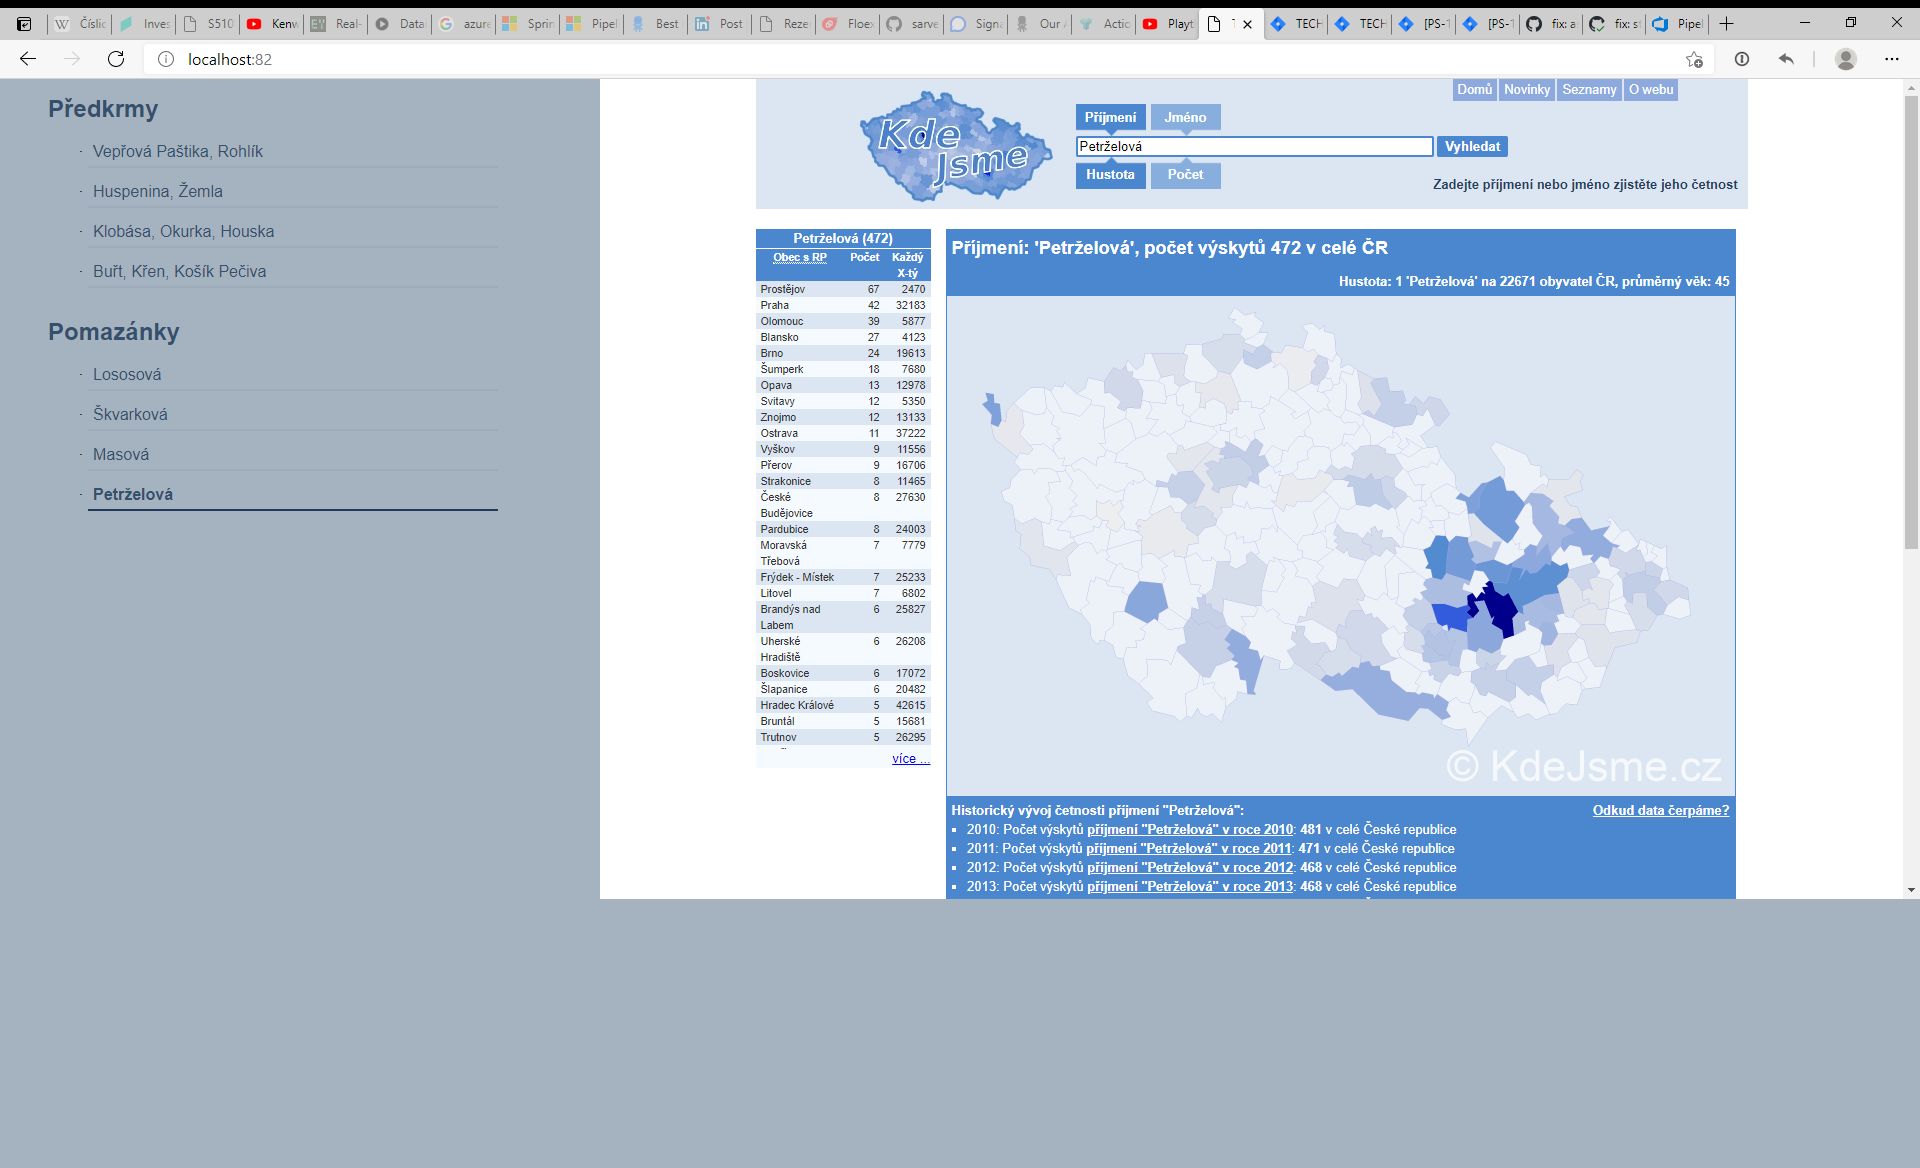 Číslic
Inves
S510
Kenw
Real-
Data
azure
Sprin
Pipel
Best
Post
Reze
Floex
sarve
Signa
Our A
Actio
Playt
TECH
TECH
[PS-1
[PS-1
fix: a
fix: s
Pipel
localhost:82
Předkrmy
· Vepřová Paštika, Rohlík
· Huspenina, Žemla
· Klobása, Okurka, Houska
· Buřt, Křen, Košík Pečiva
Pomazánky
· Lososová
· Škvarková
· Masová
· Petrželová
Domů Novinky Seznamy O webu
Kde
Jsme
Příjmení Jméno
Petrželová Vyhledat
Hustota Počet
Zadejte příjmení nebo jméno zjistěte jeho četnost
Petrželová (472)
Obec s RP Počet Každý
X-tý
Prostějov 67 2470
Praha 42 32183
Olomouc 39 5877
Blansko 27 4123
Brno 24 19613
Šumperk 18 7680
Opava 13 12978
Svitavy 12 5350
Znojmo 12 13133
Ostrava 11 37222
Vyškov 9 11556
Přerov 9 16706
Strakonice 8 11465
České 8 27630
Budějovice
Pardubice 8 24003
Moravská 7 7779
Třebová
Frýdek - Místek 7 25233
Litovel 7 6802
Brandýs nad 6 25827
Labem
Uherské 6 26208
Hradiště
Boskovice 6 17072
Šlapanice 6 20482
Hradec Králové 5 42615
Bruntál 5 15681
Trutnov 5 26295
více ...
Příjmení: 'Petrželová', počet výskytů 472 v celé ČR
Hustota: 1 'Petrželová' na 22671 obyvatel ČR, průměrný věk: 45
© KdeJsme.cz
Historický vývoj četnosti příjmení "Petrželová":
Odkud data čerpáme?
2010: Počet výskytů příjmení "Petrželová" v roce 2010: 481 v celé České republice
2011: Počet výskytů příjmení "Petrželová" v roce 2011: 471 v celé České republice
2012: Počet výskytů příjmení "Petrželová" v roce 2012: 468 v celé České republice
2013: Počet výskytů příjmení "Petrželová" v roce 2013: 468 v celé České republice